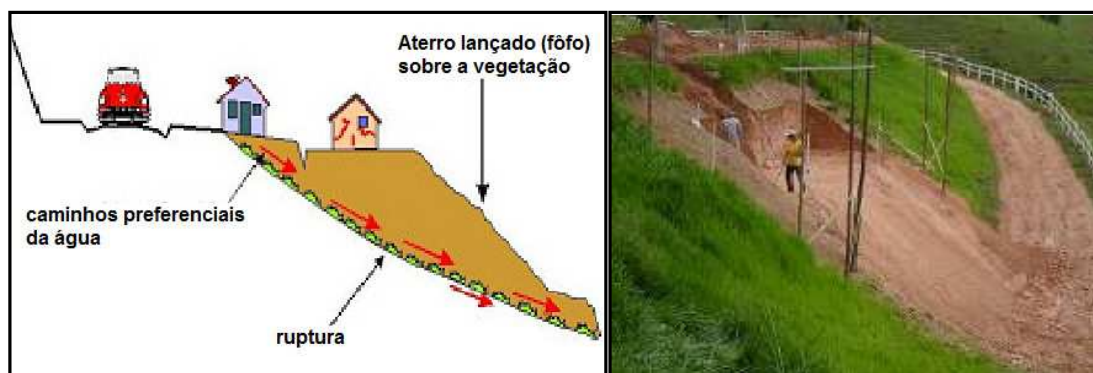 Aterro lançado (fôfo)
sobre a vegetação
caminhos preferenciais
da água
ruptura